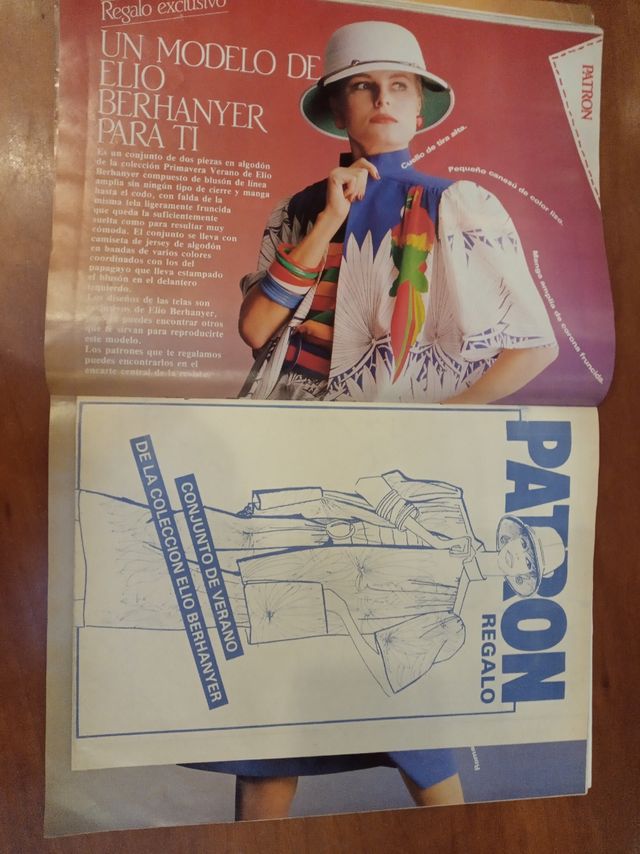 Regalo exclusivo
UN MODELO DE
ELIO
BERHANYER
PARA TI
Es un conjunto de dos piezas en algodón
de la colección Primavera Verano de Elio
Berhanyer compuesto de blusón de línea
amplia sin ningún tipo de cierre y manga
hasta el codo, con falda de la
misma tela ligeramente fruncida
que queda la suficientemente
suelta como para resultar muy
cómoda. El conjunto se lleva con
camiseta de jersey de algodón
en bandas de varios colores
coordinados con los del
papagayo que lleva estampado
el blusón en el delantero
izquierdo.
Los diseños de las telas son
de Elio Berhanyer,
puedes encontrar otros
que te sirvan para reproducirte
este modelo.
Los patrones que te regalamos
puedes encontrarlos en el
encarte central de la revista.
PATRON
Cuello de tira alta.
Pequeño canesú de color liso.
Manga amplia de corona fruncida.
PATRON
REGALO
CONJUNTO DE VERANO
DE LA COLECCION ELIO BERHANYER